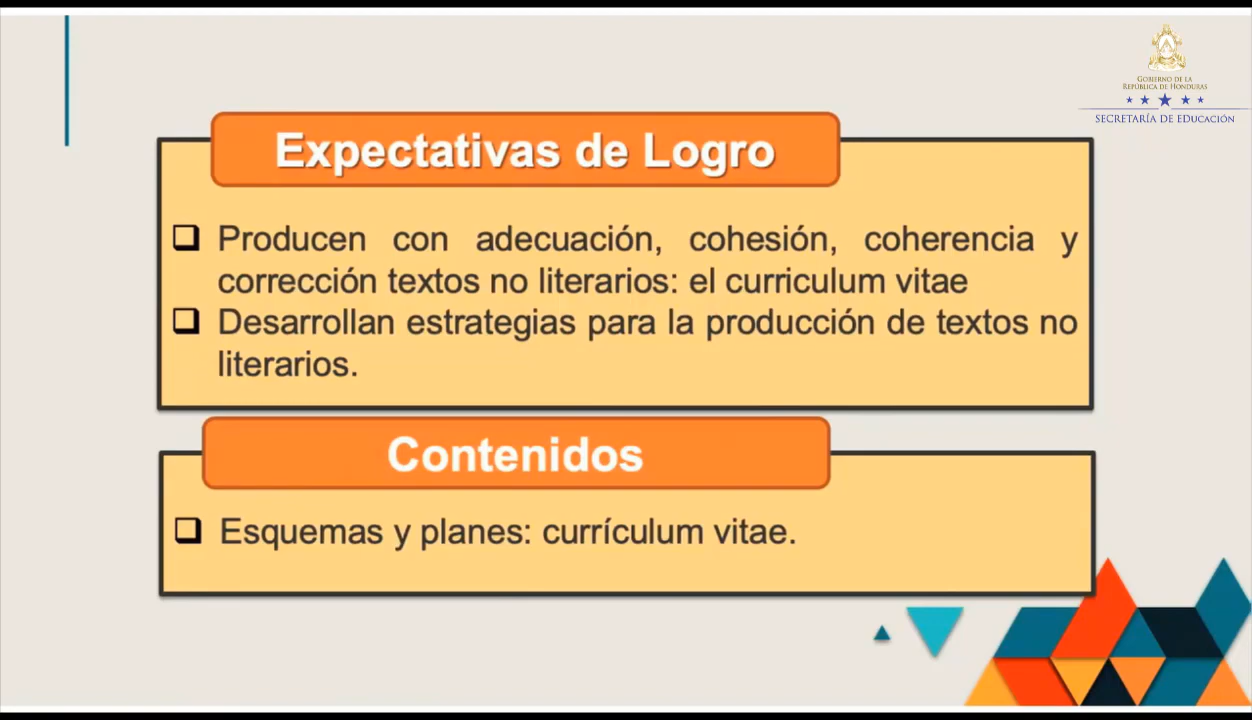 GOBIERNO DE LA
REPÚBLICA DE HONDURAS
SECRETARÍA DE EDUCACIÓN
Expectativas de Logro
Producen con adecuación, cohesión, coherencia y
corrección textos no literarios: el curriculum vitae
Desarrollan estrategias para la producción de textos no
literarios.
Contenidos
Esquemas y planes: currículum vitae.